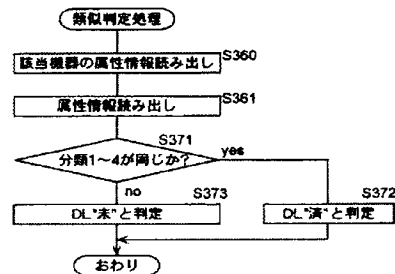 類似判定処理
S360
該当機器の属性情報読み出し
S361
属性情報読み出し
S371
分類1～4が同じか?
yes
no
S373
S372
DL"未"と判定
DL"済"と判定
おわり